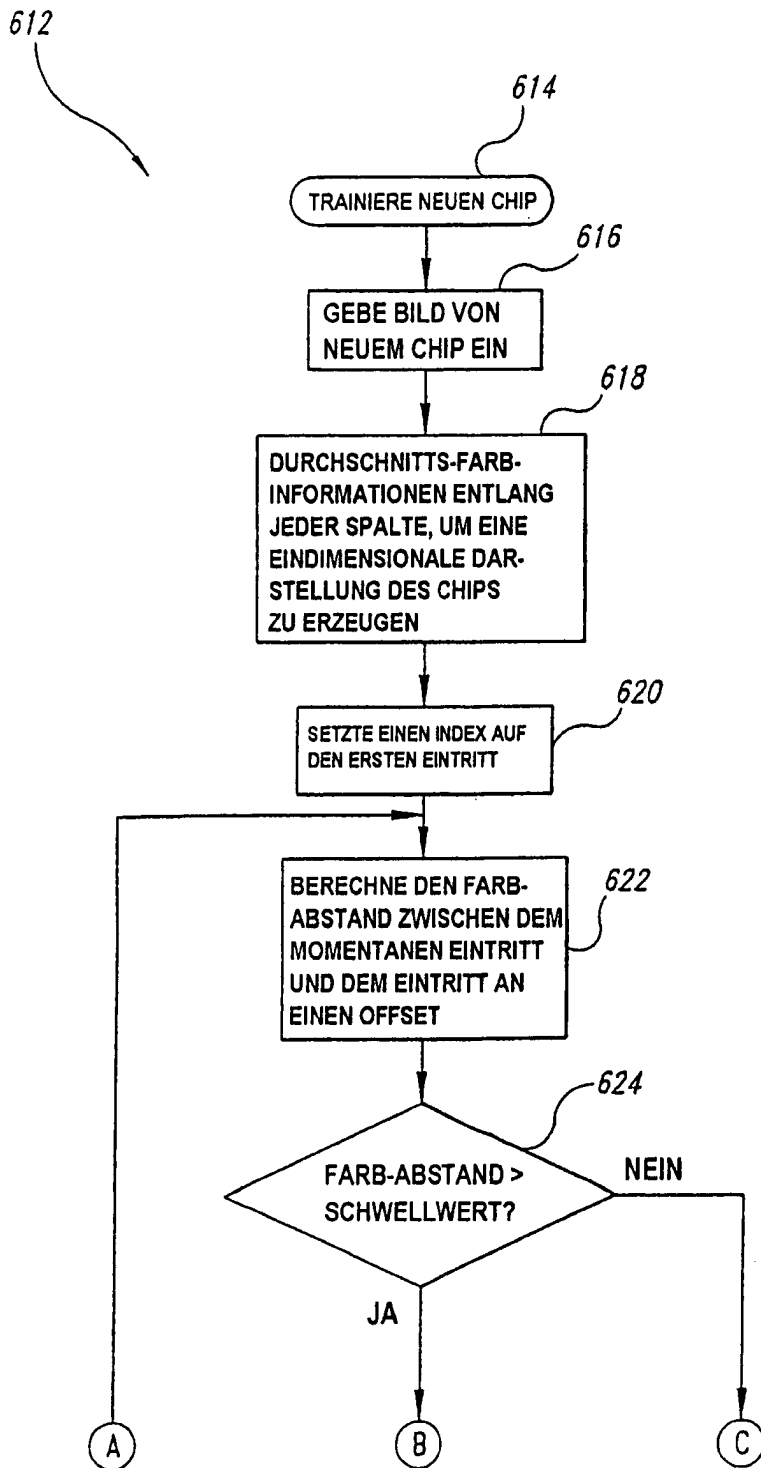 612
614
TRAINIERE NEUEN CHIP
616
GEBE BILD VON
NEUEM CHIP EIN
618
DURCHSCHNITTS-FARB-
INFORMATIONEN ENTLANG
JEDER SPALTE, UM EINE
EINDIMENSIONALE DAR-
STELLUNG DES CHIPS
ZU ERZEUGEN
620
SETZTE EINEN INDEX AUF
DEN ERSTEN EINTRITT
622
BERECHNE DEN FARB-
ABSTAND ZWISCHEN DEM
MOMENTANEN EINTRITT
UND DEM EINTRITT AN
EINEN OFFSET
624
FARB-ABSTAND >
SCHWELLWERT?
NEIN
JA
A
B
C